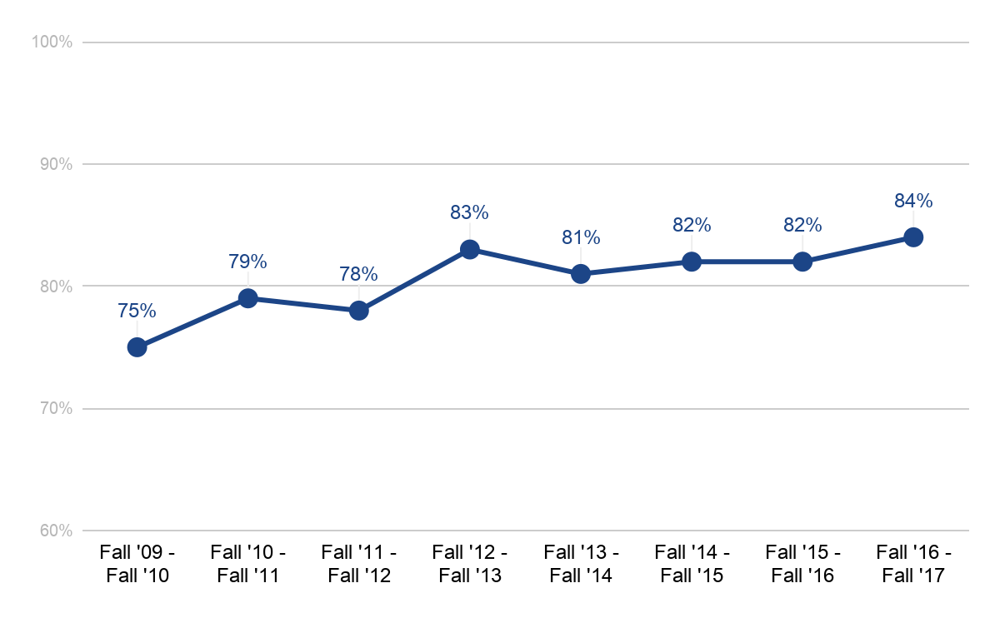 100%
90%
80%
70%
60%
75%
79%
78%
83%
81%
82%
82%
84%
Fall '09 -
Fall '10
Fall '10 -
Fall '11
Fall '11 -
Fall '12
Fall '12 -
Fall '13
Fall '13 -
Fall '14
Fall '14 -
Fall '15
Fall '15 -
Fall '16
Fall '16 -
Fall '17